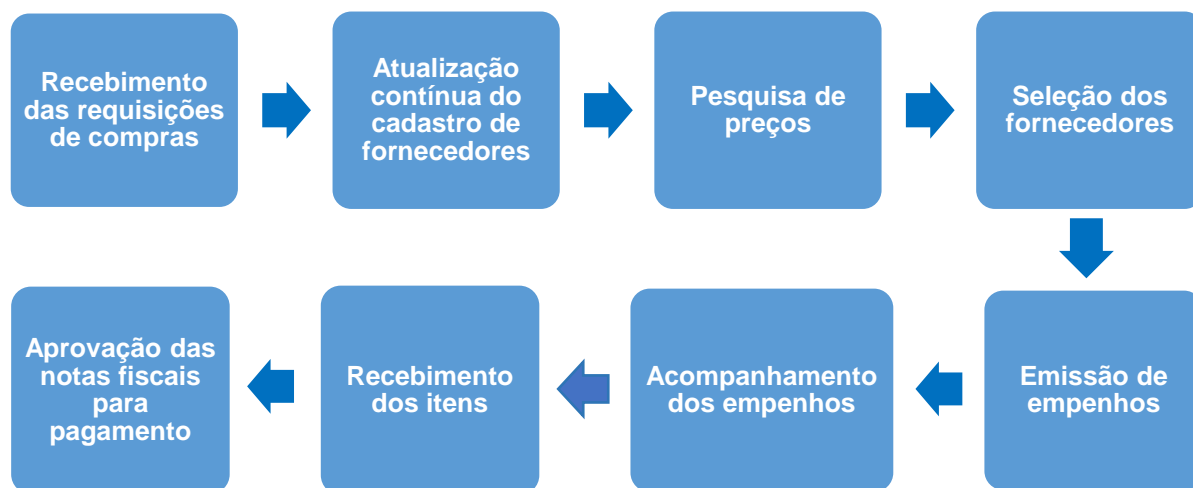 Recebimento
das requisições
de compras
Atualização
contínua do
cadastro de
fornecedores
Pesquisa de
preços
Seleção dos
fornecedores
Emissão de
empenhos
Acompanhamento
dos empenhos
Recebimento
dos itens
Aprovação das
notas fiscais
para
pagamento